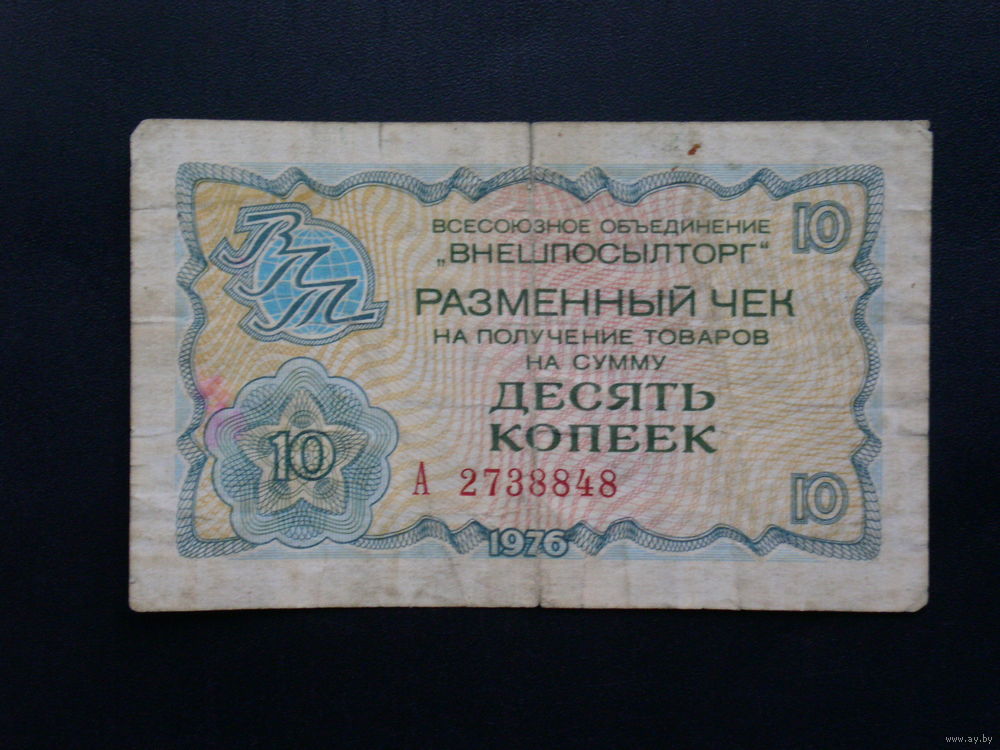 ВПТ
ВСЕСОЮЗНОЕ ОБЪЕДИНЕНИЕ
„ВНЕШПОСЫЛТОРГ“
10
РАЗМЕННЫЙ ЧЕК
НА ПОЛУЧЕНИЕ ТОВАРОВ
НА СУММУ
ДЕСЯТЬ
КОПЕЕК
10
А 2738848
10
1976
www.ay.by